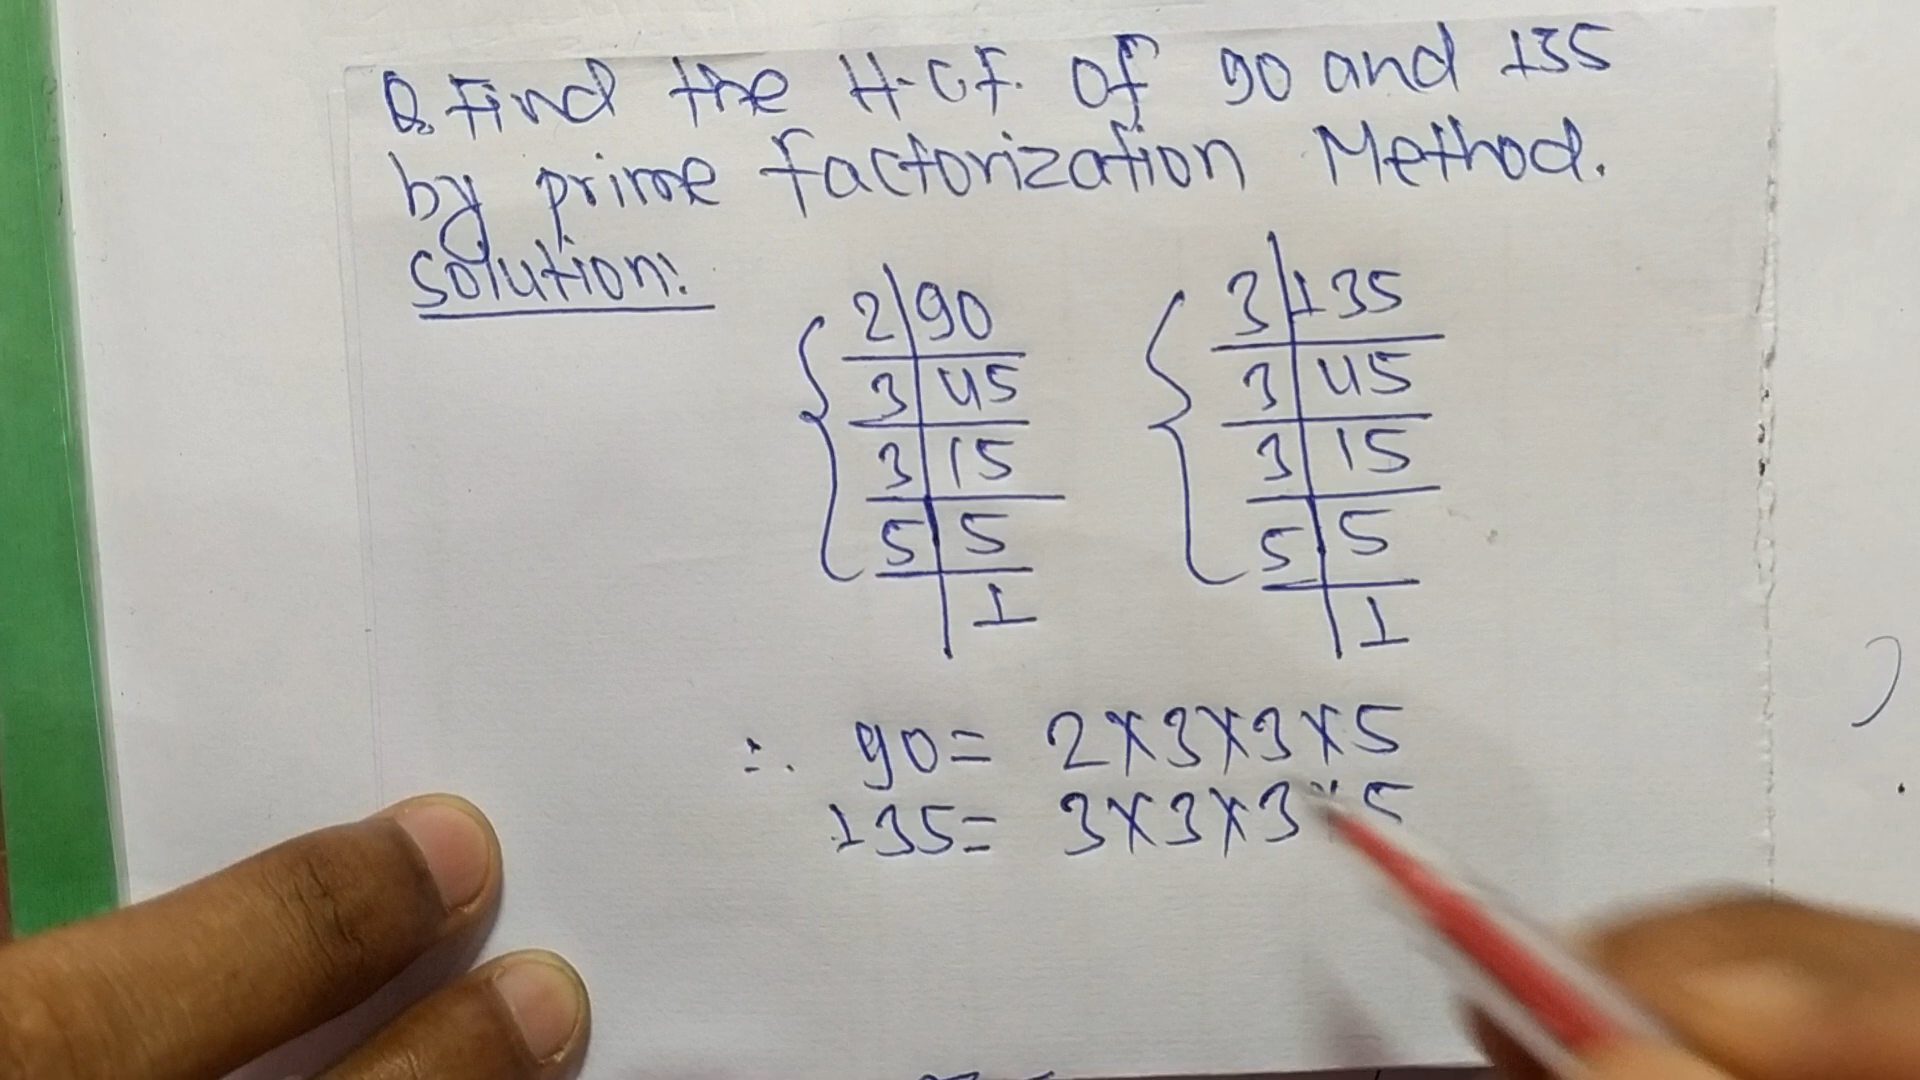 Q. Find the H.C.F. of 90 and 135
by prime factorization Method.
Solution:
2 90
3 45
3 15
5 5
1
3 135
3 45
3 15
5 5
1
∴ 90= 2×3×3×5
135= 3×3×3×5